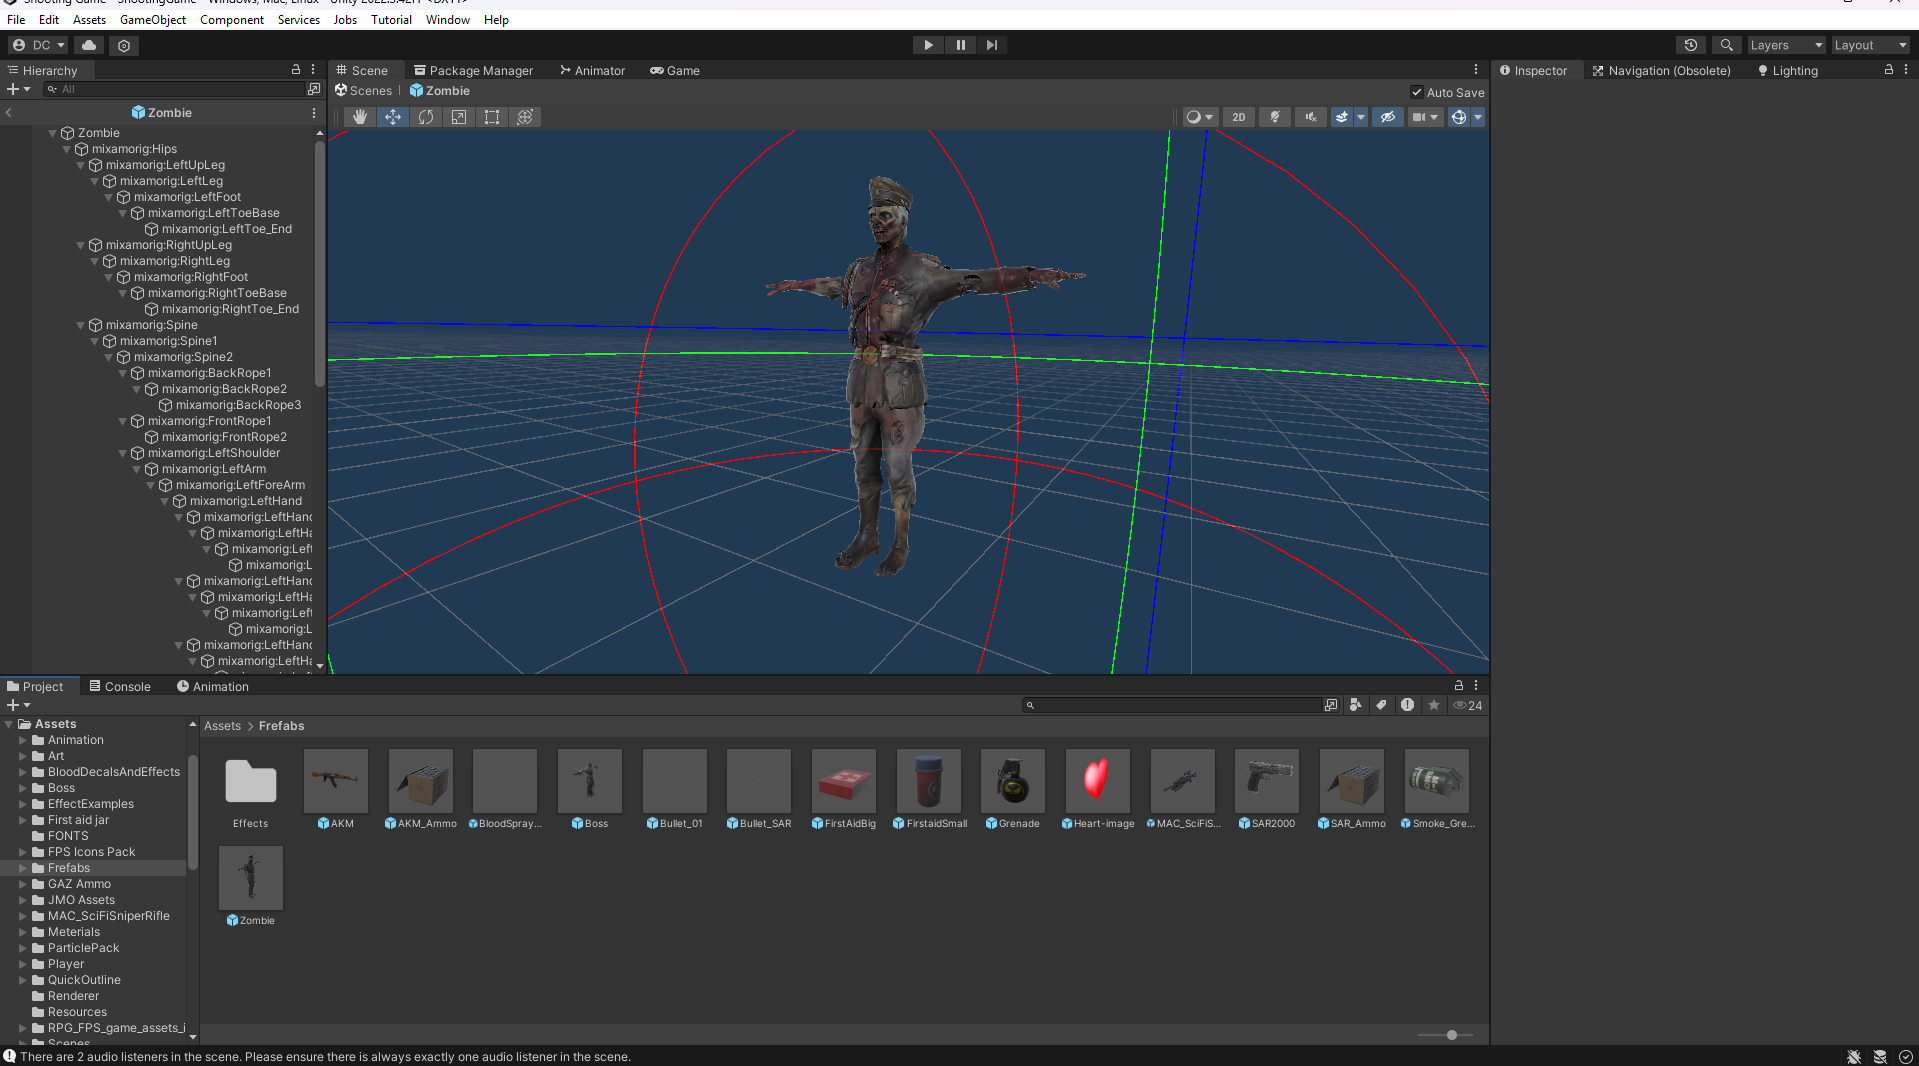 File Edit Assets GameObject Component Services Jobs Tutorial Window Help
DC
Layers Layout
Hierarchy
All
Zombie
Zombie
mixamorig:Hips
mixamorig:LeftUpLeg
mixamorig:LeftLeg
mixamorig:LeftFoot
mixamorig:LeftToeBase
mixamorig:LeftToe_End
mixamorig:RightUpLeg
mixamorig:RightLeg
mixamorig:RightFoot
mixamorig:RightToeBase
mixamorig:RightToe_End
mixamorig:Spine
mixamorig:Spine1
mixamorig:Spine2
mixamorig:BackRope1
mixamorig:BackRope2
mixamorig:BackRope3
mixamorig:FrontRope1
mixamorig:FrontRope2
mixamorig:LeftShoulder
mixamorig:LeftArm
mixamorig:LeftForeArm
mixamorig:LeftHand
mixamorig:LeftHand
mixamorig:LeftHa
mixamorig:Left
mixamorig:L
mixamorig:LeftHand
mixamorig:LeftHa
mixamorig:Left
mixamorig:L
mixamorig:LeftHand
mixamorig:LeftHa
Scene Package Manager Animator Game
Scenes | Zombie
Auto Save
2D
Inspector Navigation (Obsolete) Lighting
Project Console Animation
24
Assets
Animation
Art
BloodDecalsAndEffects
Boss
EffectExamples
First aid jar
FONTS
FPS Icons Pack
Frefabs
GAZ Ammo
JMO Assets
MAC_SciFiSniperRifle
Meterials
ParticlePack
Player
QuickOutline
Renderer
Resources
RPG_FPS_game_assets_i
Scenes
Assets > Frefabs
Effects AKM AKM_Ammo BloodSpray... Boss Bullet_01 Bullet_SAR FirstAidBig FirstaidSmall Grenade Heart-image MAC_SciFiS... SAR2000 SAR_Ammo Smoke_Gre...
Zombie
There are 2 audio listeners in the scene. Please ensure there is always exactly one audio listener in the scene.